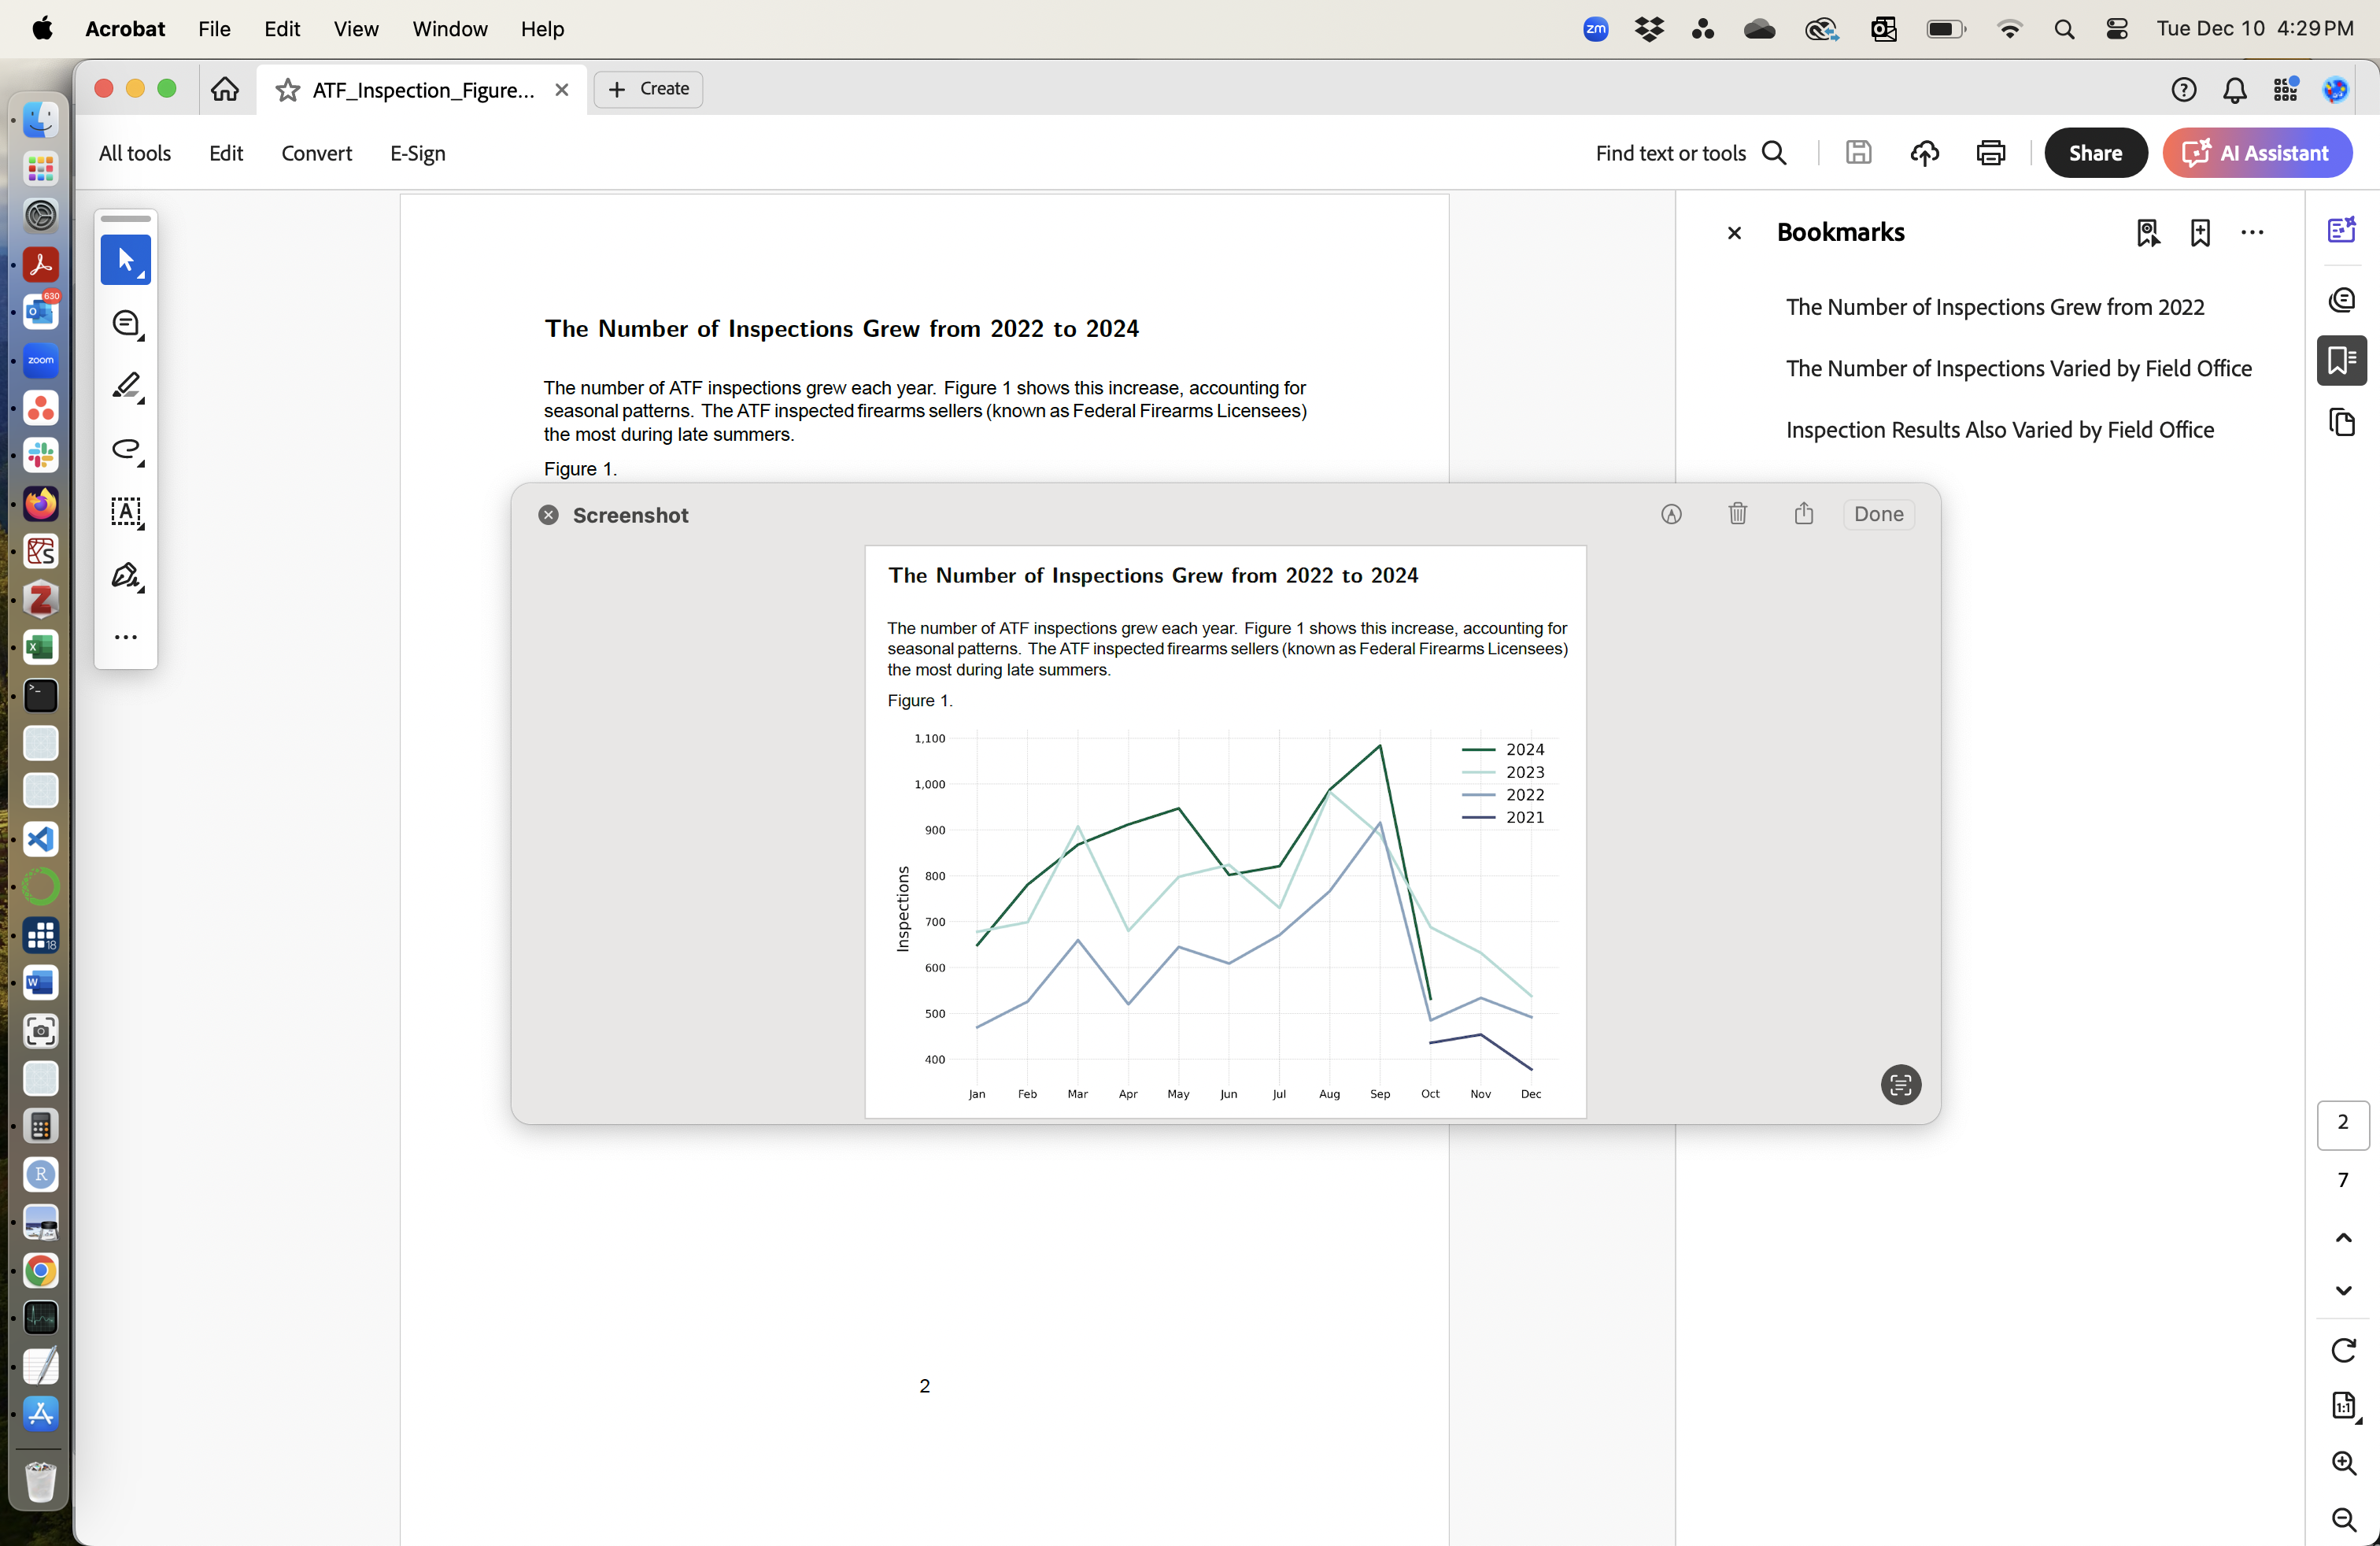 Acrobat File Edit View Window Help
zm
Tue Dec 10 4:29 PM
ATF_Inspection_Figure...
Create
All tools Edit Convert E-Sign
Find text or tools
Share
AI Assistant
630
zoom
18
The Number of Inspections Grew from 2022 to 2024
The number of ATF inspections grew each year. Figure 1 shows this increase, accounting for
seasonal patterns. The ATF inspected firearms sellers (known as Federal Firearms Licensees)
the most during late summers.
Figure 1.
Screenshot
Done
The Number of Inspections Grew from 2022 to 2024
The number of ATF inspections grew each year. Figure 1 shows this increase, accounting for
seasonal patterns. The ATF inspected firearms sellers (known as Federal Firearms Licensees)
the most during late summers.
Figure 1.
1,100
1,000
900
800
700
600
500
400
Inspections
2024
2023
2022
2021
Jan Feb Mar Apr May Jun Jul Aug Sep Oct Nov Dec
2
Bookmarks
The Number of Inspections Grew from 2022
The Number of Inspections Varied by Field Office
Inspection Results Also Varied by Field Office
2
7
1:1